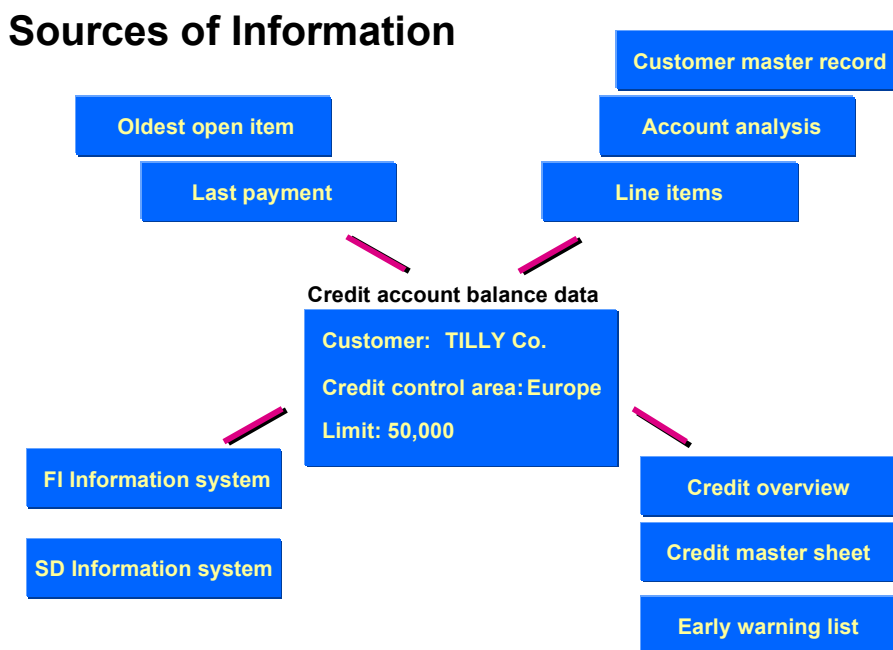 Sources of Information
Customer master record
Oldest open item
Account analysis
Last payment
Line items
Credit account balance data
Customer: TILLY Co.
Credit control area: Europe
Limit: 50,000
FI Information system
Credit overview
SD Information system
Credit master sheet
Early warning list